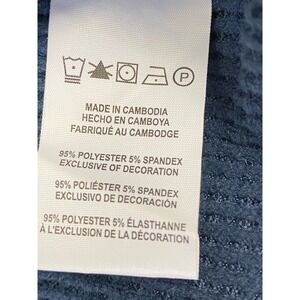 P
MADE IN CAMBODIA
HECHO EN CAMBOYA
FABRIQUÉ AU CAMBODGE
95% POLYESTER 5% SPANDEX
EXCLUSIVE OF DECORATION
95% POLIÉSTER 5% SPANDEX
EXCLUSIVO DE DECORACIÓN
95% POLYESTER 5% ÉLASTHANNE
À L'EXCLUSION DE LA DÉCORATION